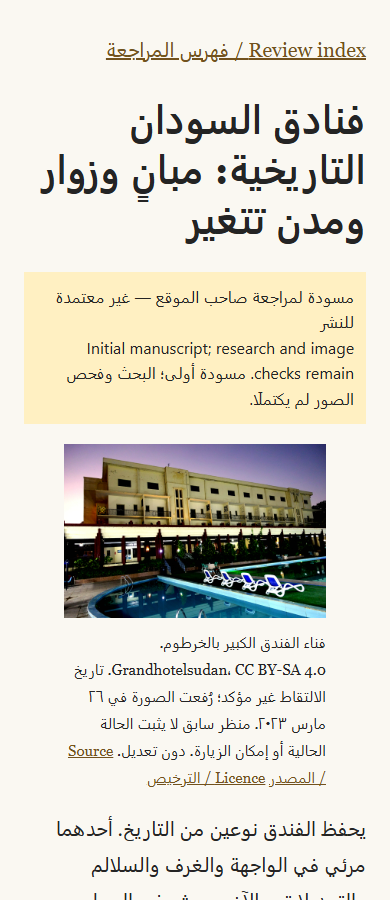 Review index / فهرس المراجعة
فنادق السودان
التاريخية: مبانٍ وزوار
ومدن تتغير
مسودة لمراجعة صاحب الموقع — غير معتمدة
للنشر
Initial manuscript; research and image
checks remain. مسودة أولى؛ البحث وفحص
الصور لم يكتملا.
فناء الفندق الكبير بالخرطوم.
Grandhotelsudan، CC BY-SA 4.0. تاريخ
الالتقاط غير مؤكد؛ رُفعت الصورة في ٢٦
مارس ٢٠٢٣. منظر سابق لا يثبت الحالة
الحالية أو إمكان الزيارة. دون تعديل. Source
/ المصدر Licence / الترخيص
يحفظ الفندق نوعين من التاريخ. أحدهما
مرئي في الواجهة والغرف والسلالم